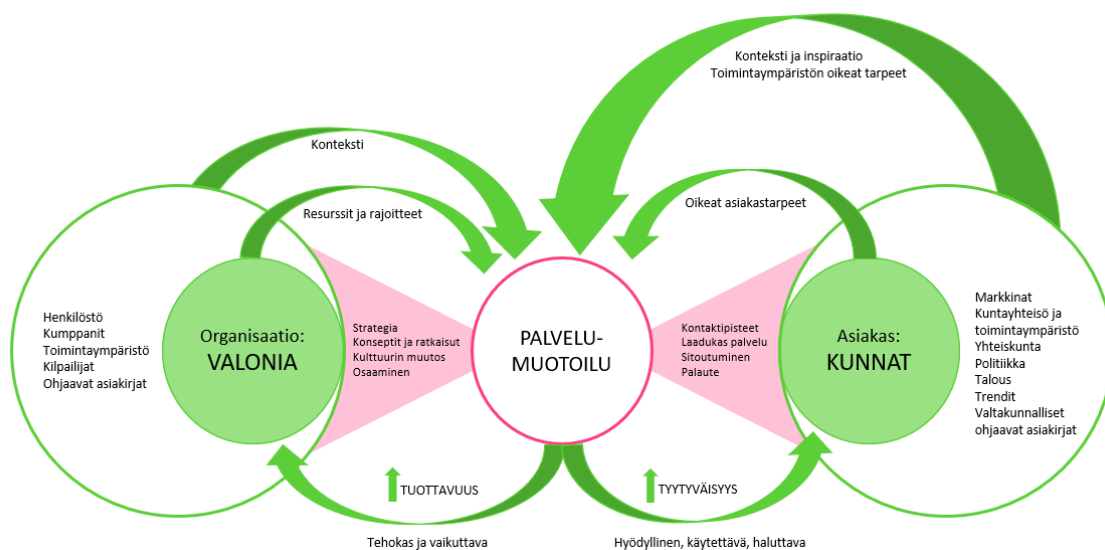 Konteksti ja inspiraatio
Toimintaympäristön oikeat tarpeet
Konteksti
Resurssit ja rajoitteet
Oikeat asiakastarpeet
Henkilöstö
Kumppanit
Toimintaympäristö
Kilpailijat
Ohjaavat asiakirjat
Organisaatio:
VALONIA
Strategia
Konseptit ja ratkaisut
Kulttuurin muutos
Osaaminen
PALVELU-
MUOTOILU
Kontaktipisteet
Laadukas palvelu
Sitoutuminen
Palaute
Asiakas:
KUNNAT
Markkinat
Kuntayhteisö ja
toimintaympäristö
Yhteiskunta
Politiikka
Talous
Trendit
Valtakunnalliset
ohjaavat asiakirjat
TUOTTAVUUS
TYYTYVÄISYYS
Tehokas ja vaikuttava
Hyödyllinen, käytettävä, haluttava